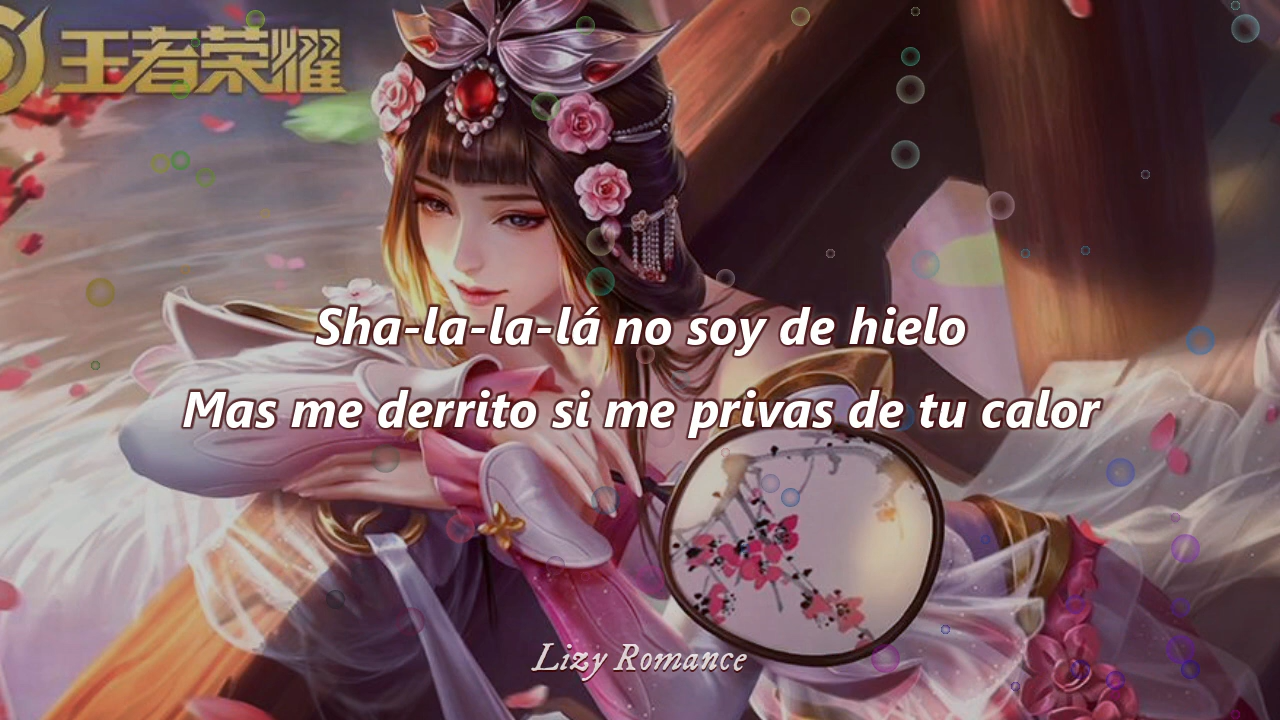 王者荣耀
Sha-la-la-lá no soy de hielo
Mas me derrito si me privas de tu calor
Lizy Romance